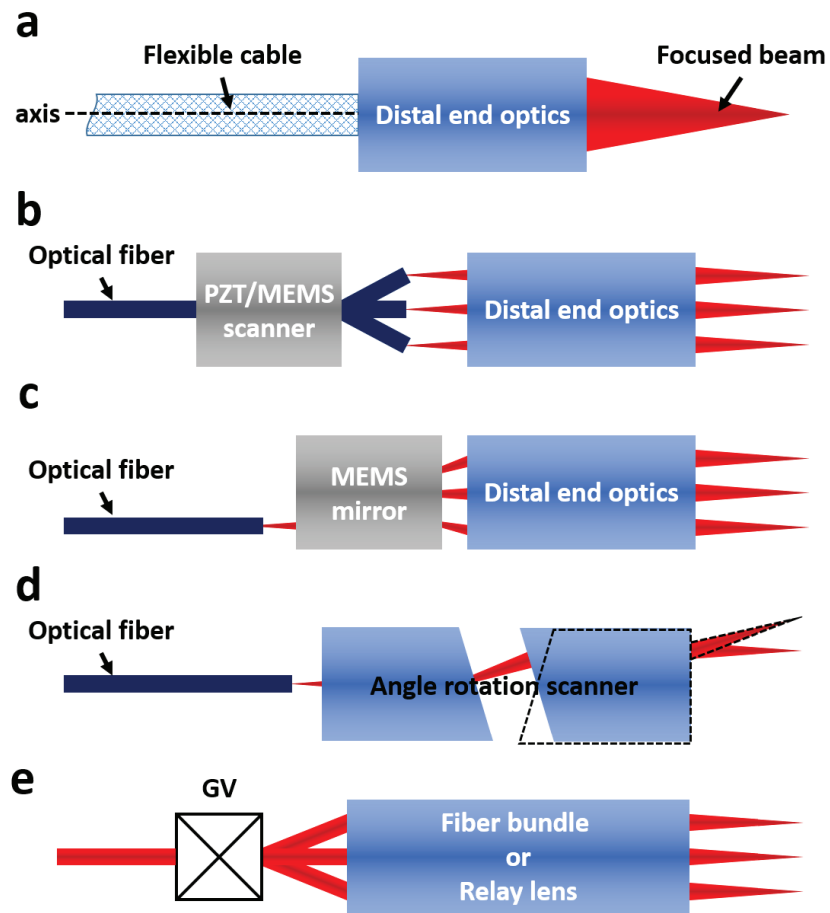 a
Flexible cable
Focused beam
axis
Distal end optics
b
Optical fiber
PZT/MEMS
scanner
Distal end optics
c
Optical fiber
MEMS
mirror
Distal end optics
d
Optical fiber
Angle rotation scanner
e
GV
Fiber bundle
or
Relay lens